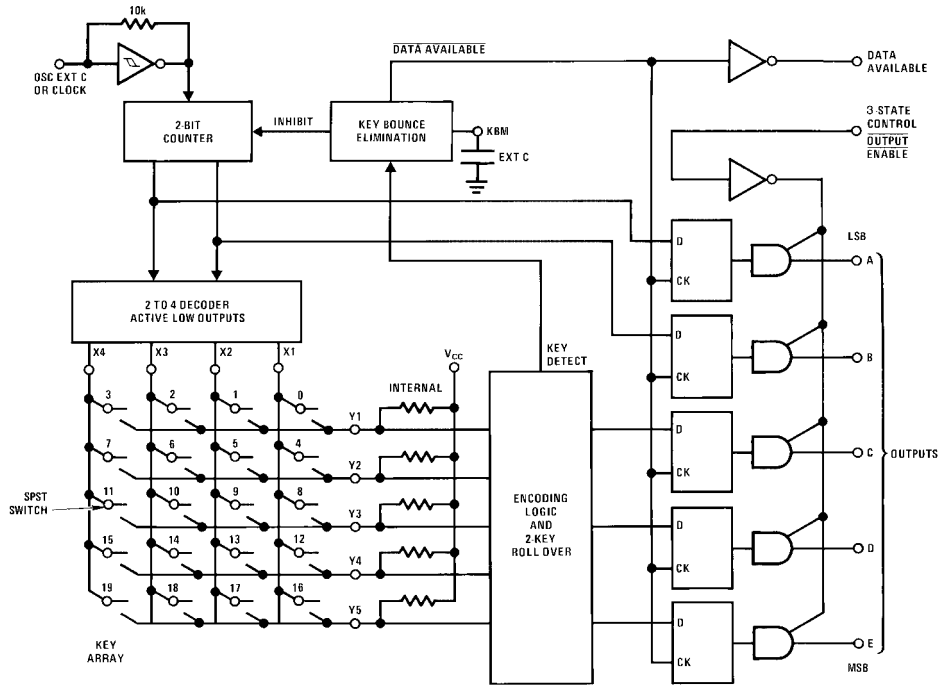 10k
OSC EXT C
OR CLOCK
2-BIT
COUNTER
INHIBIT
DATA AVAILABLE
KEY BOUNCE
ELIMINATION
KBM
EXT C
DATA
AVAILABLE
3-STATE
CONTROL
OUTPUT
ENABLE
2 TO 4 DECODER
ACTIVE LOW OUTPUTS
X4
X3
X2
X1
KEY
DETECT
VCC
INTERNAL
3
2
1
0
Y1
7
6
5
4
Y2
SPST
SWITCH
11
10
9
8
Y3
15
14
13
12
Y4
19
18
17
16
Y5
KEY
ARRAY
ENCODING
LOGIC
AND
2-KEY
ROLL OVER
D
CK
LSB
A
D
CK
B
D
CK
C
OUTPUTS
D
CK
D
D
CK
E
MSB